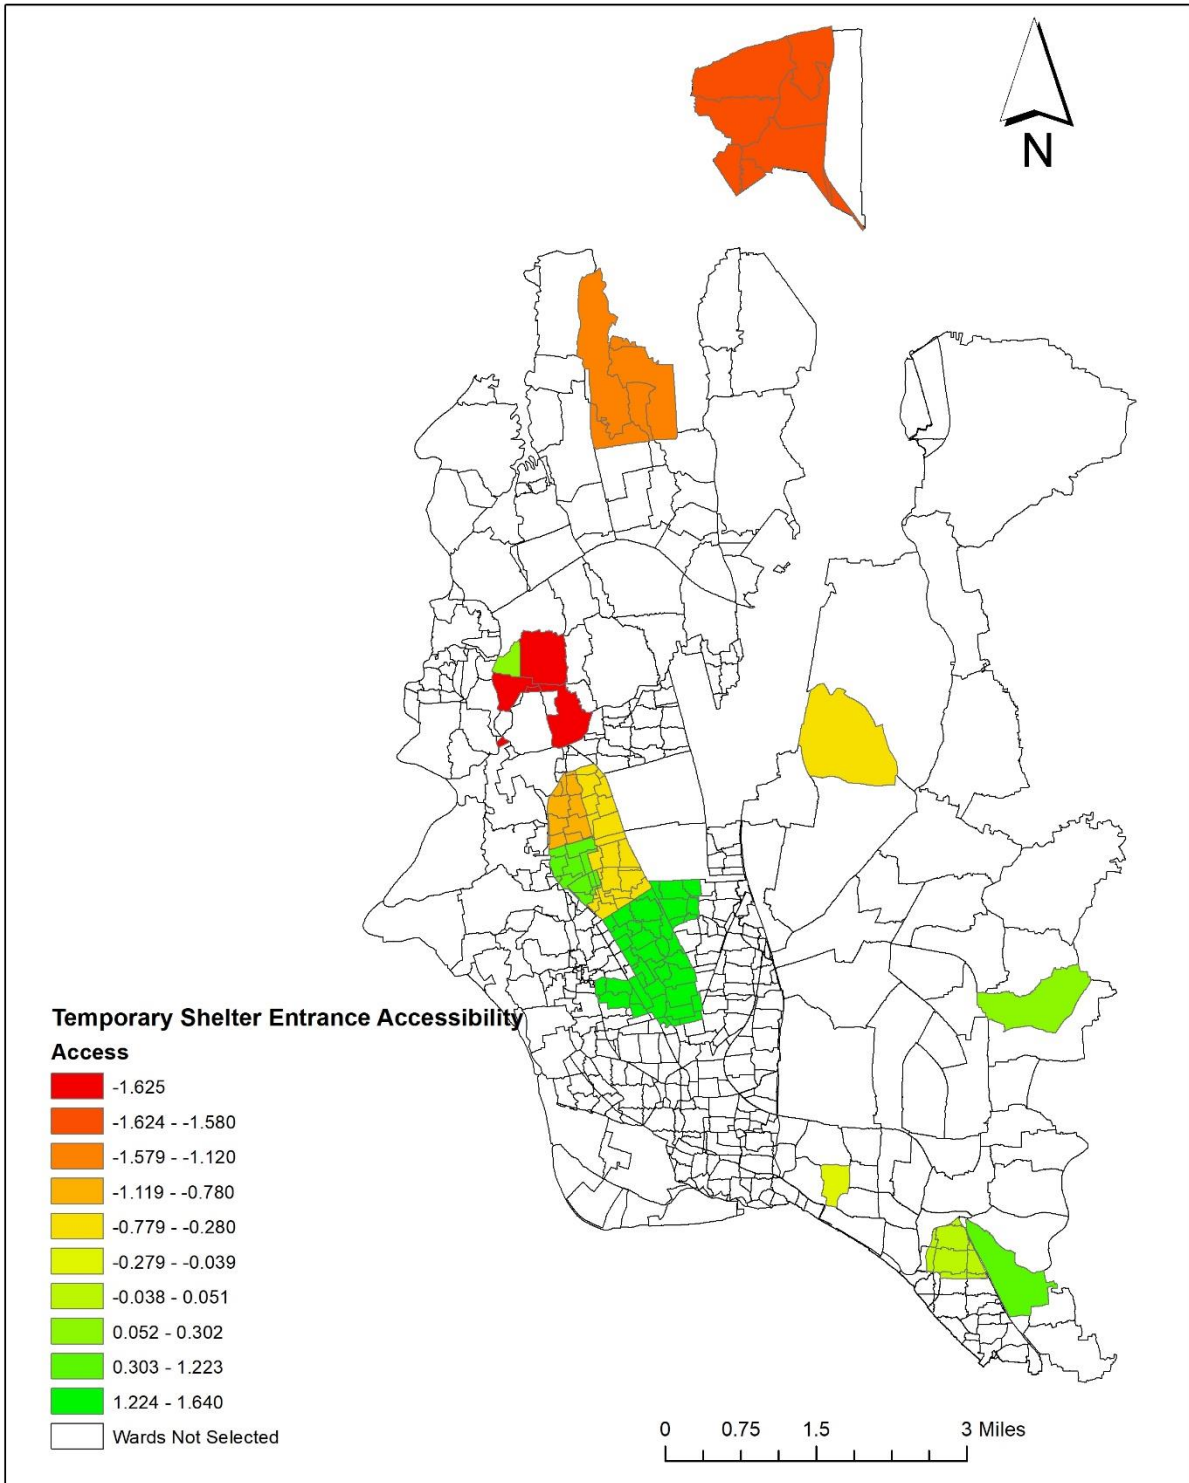 N
Temporary Shelter Entrance Accessibility
Access
-1.625
-1.624 - -1.580
-1.579 - -1.120
-1.119 - -0.780
-0.779 - -0.280
-0.279 - -0.039
-0.038 - 0.051
0.052 - 0.302
0.303 - 1.223
1.224 - 1.640
Wards Not Selected
0 0.75 1.5 3 Miles